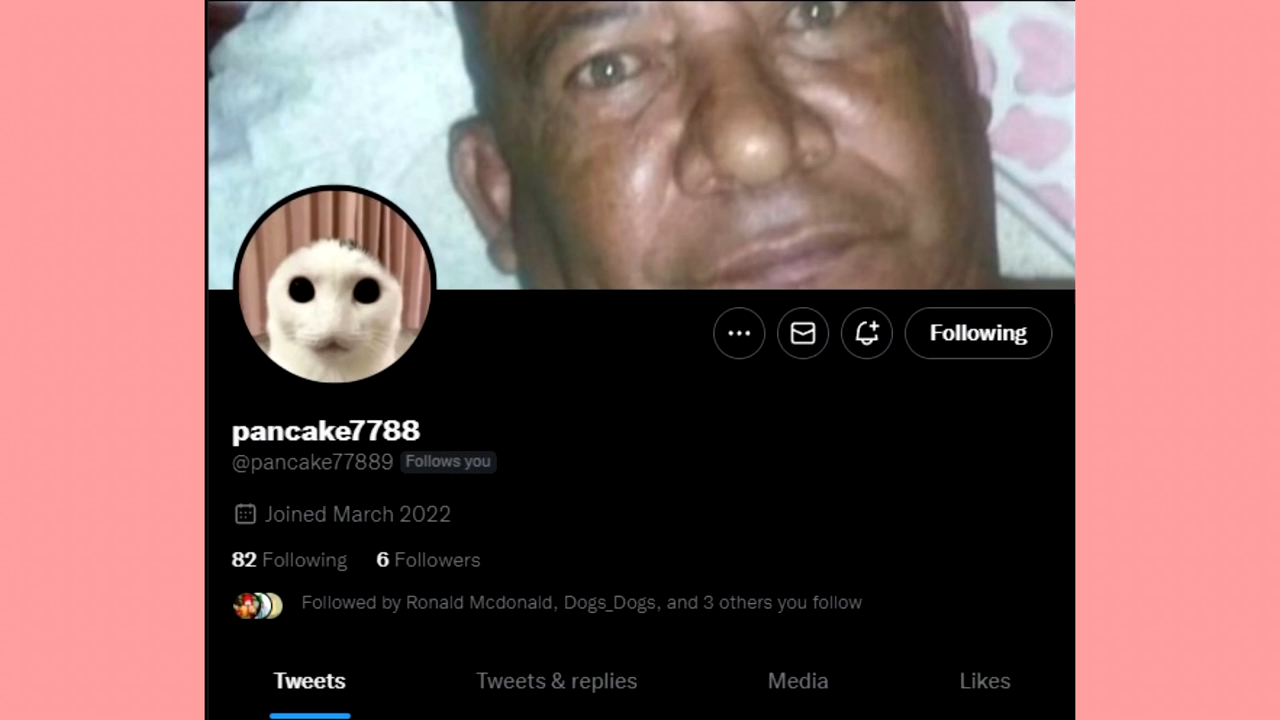 Following
pancake7788
@pancake77889 Follows you
Joined March 2022
82 Following 6 Followers
Followed by Ronald Mcdonald, Dogs_Dogs, and 3 others you follow
Tweets Tweets & replies Media Likes